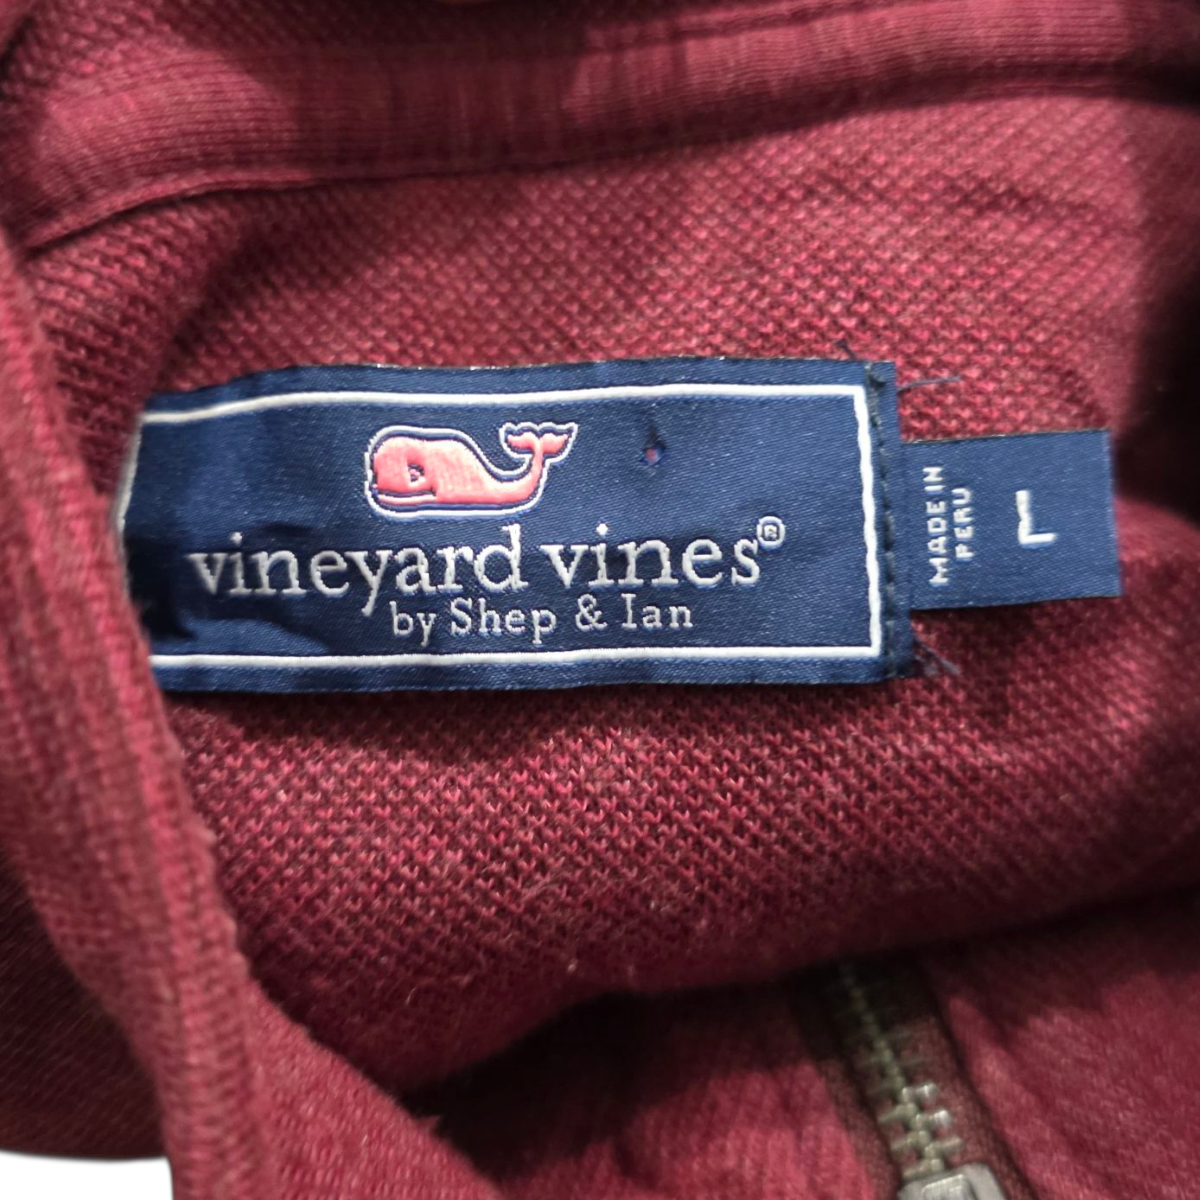 vineyard vines®
by Shep & Ian
MADE IN
PERU
L